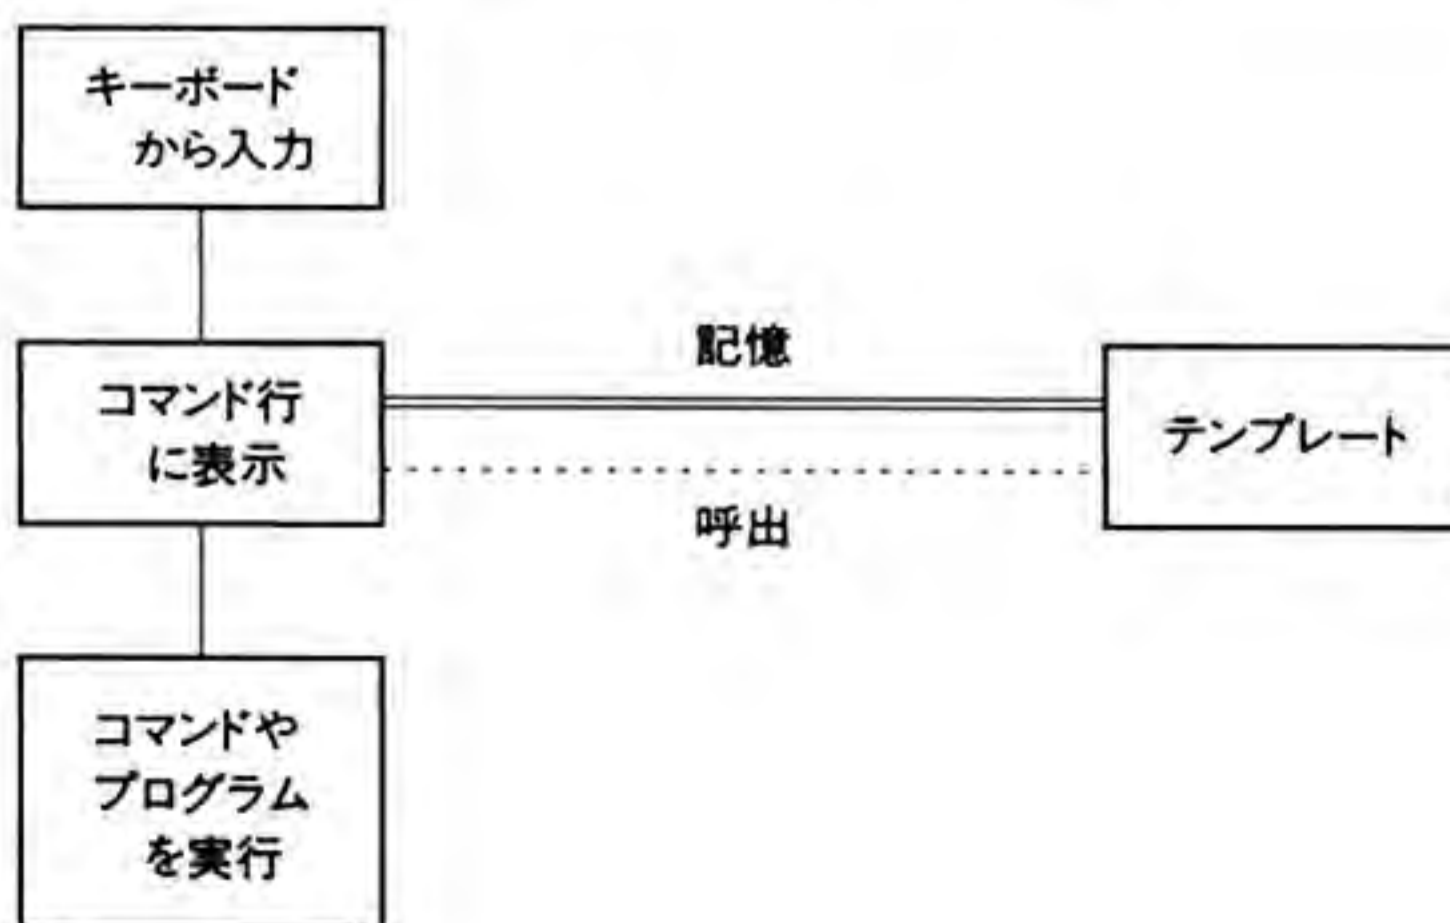 キーボード
から入力
記憶
コマンド行
に表示
テンプレート
呼出
コマンドや
プログラム
を実行